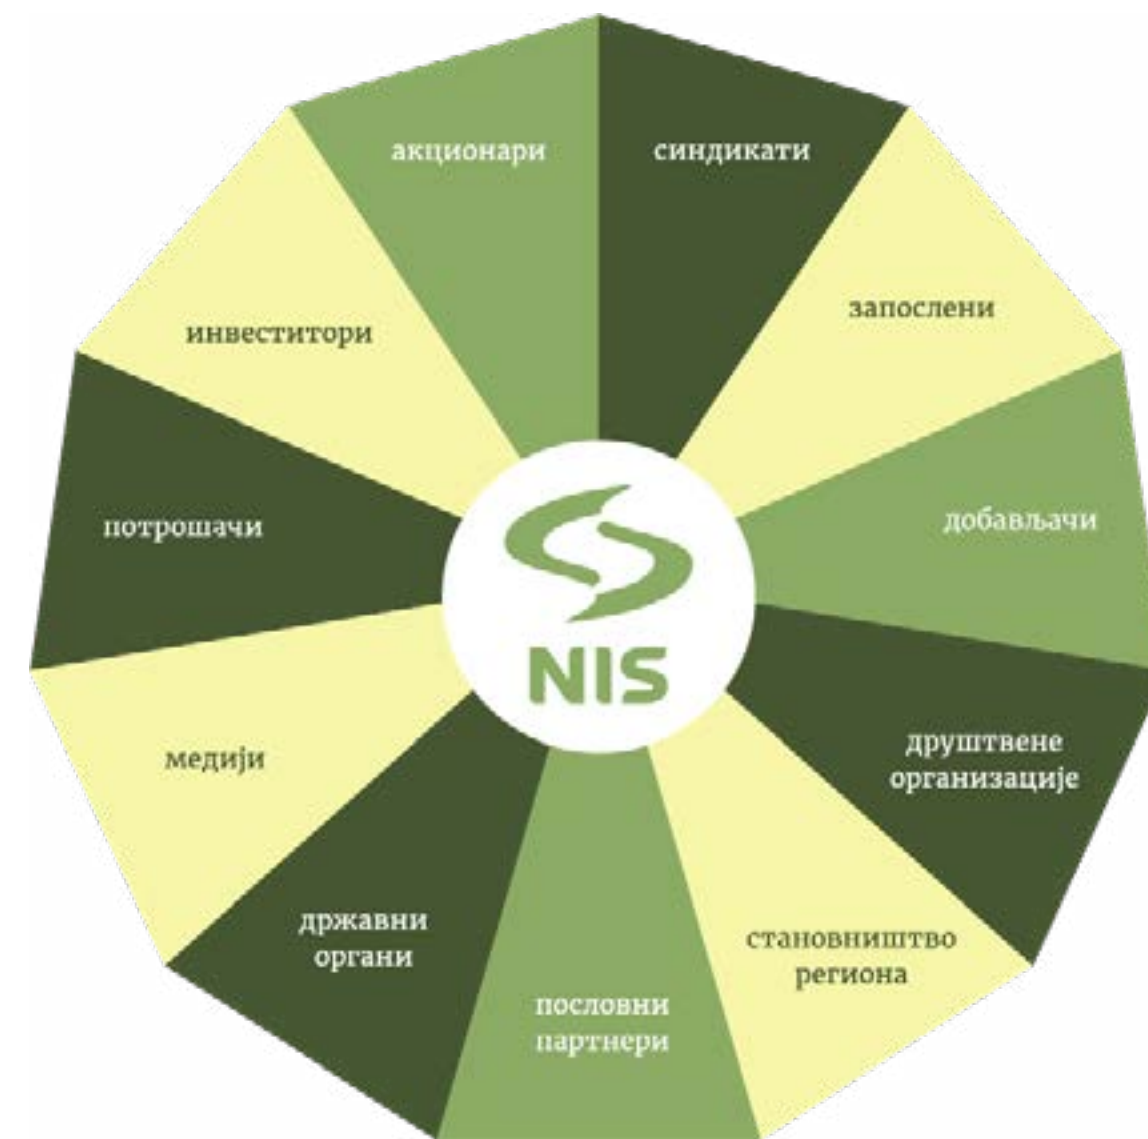 акционари
синдикати
запослени
инвеститори
добављачи
потрошачи
NIS
друштвене
организације
медији
државни
органи
становништво
региона
пословни
партнери